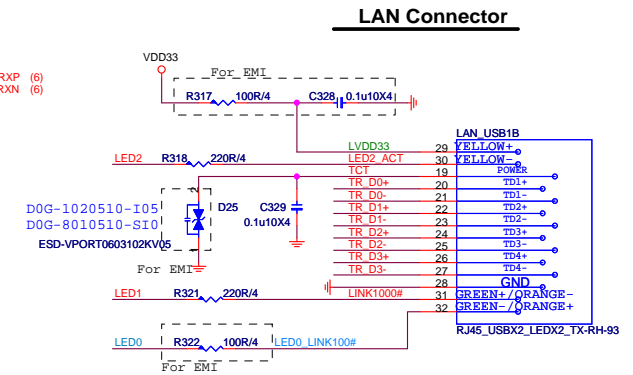 LAN Connector
VDD33
RXP (6)
RXN (6)
For EMI
R317 100R/4 C328 0.1u10X4
LAN_USB1B
LVDD33 29 YELLOW+
LED2 R318 220R/4 LED2_ACT 30 YELLOW-
TCT 19 POWER
TR_D0+ 20 TD1+
TR_D0- 21 TD1-
TR_D1+ 22 TD2+
TR_D1- 23 TD2-
TR_D2+ 24 TD3+
TR_D2- 25 TD3-
TR_D3+ 26 TD4+
TR_D3- 27 TD4-
28 GND
2
D0G-1020510-I05 D25 C329
D0G-8010510-SI0 0.1u10X4
ESD-VPORT0603102KV05
1
For EMI
LED1 R321 220R/4 LINK1000# 31 GREEN+/ORANGE-
32 GREEN-/ORANGE+
RJ45_USBX2_LEDX2_TX-RH-93
LED0 R322 100R/4 LED0_LINK100#
For EMI